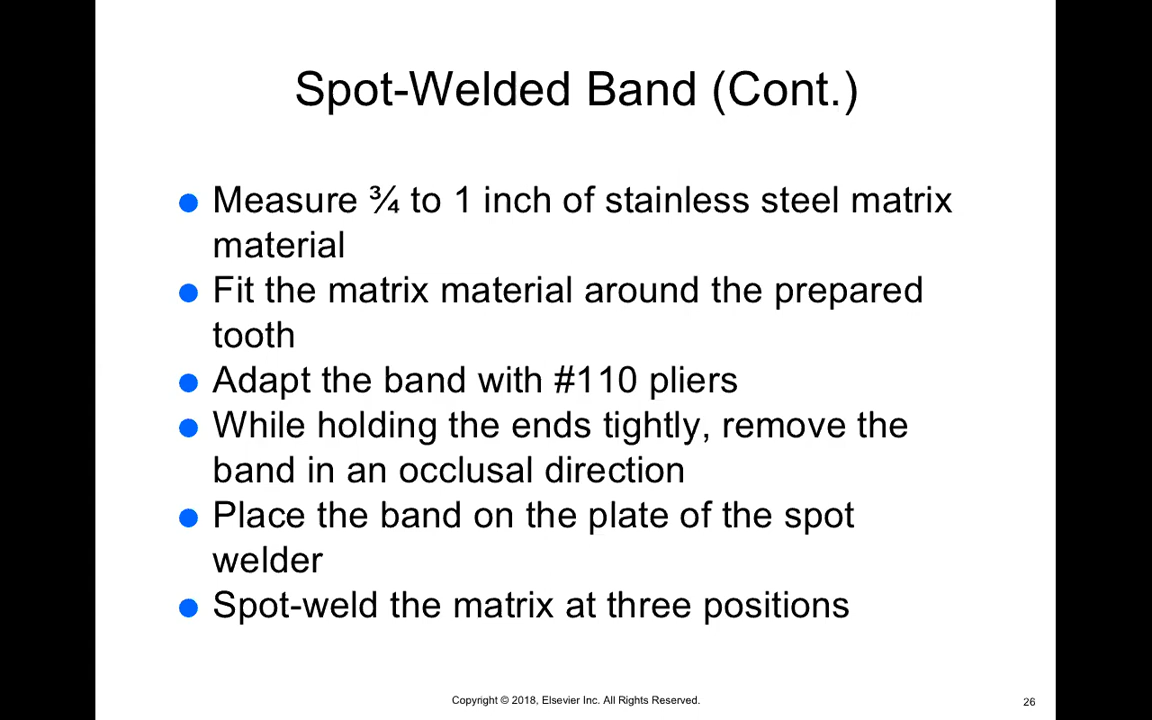 Spot-Welded Band (Cont.)
● Measure ¾ to 1 inch of stainless steel matrix
material
● Fit the matrix material around the prepared
tooth
● Adapt the band with #110 pliers
● While holding the ends tightly, remove the
band in an occlusal direction
● Place the band on the plate of the spot
welder
● Spot-weld the matrix at three positions
Copyright © 2018, Elsevier Inc. All Rights Reserved.
26